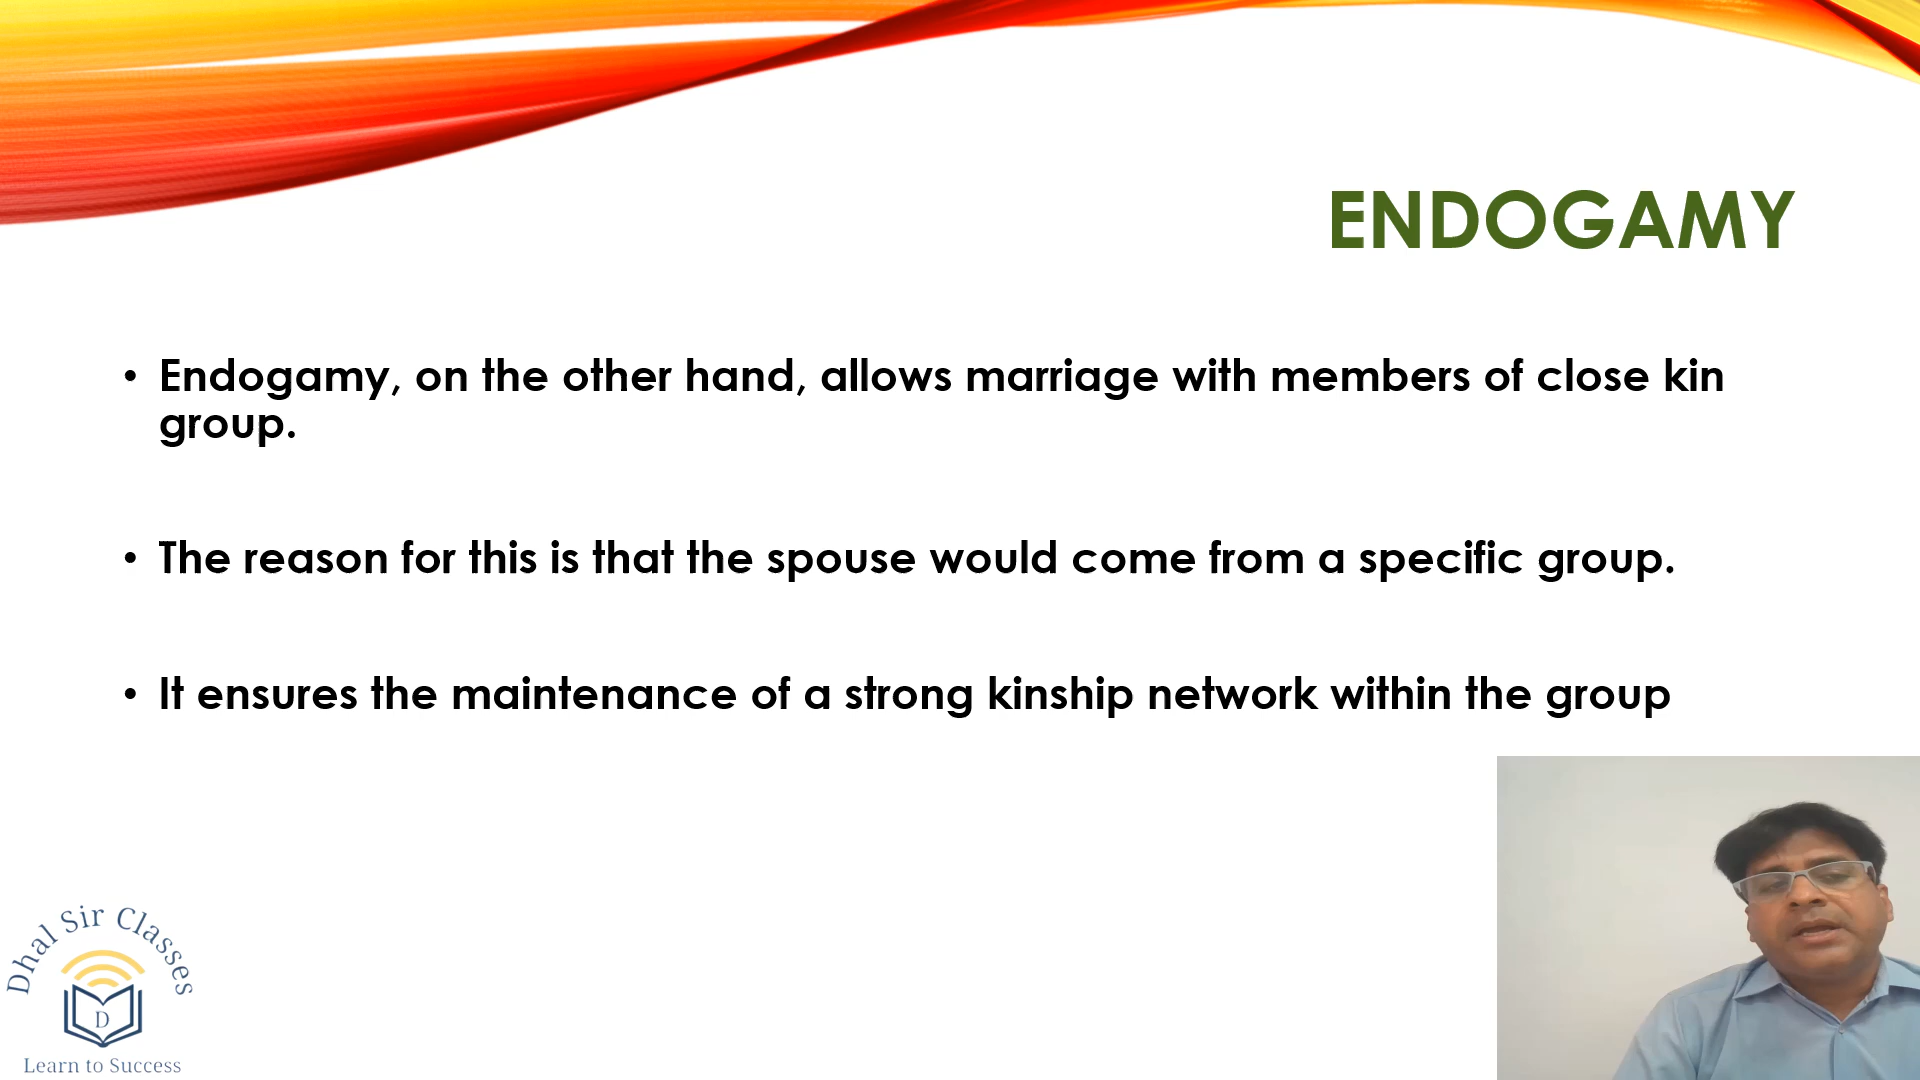 ENDOGAMY
• Endogamy, on the other hand, allows marriage with members of close kin
group.
• The reason for this is that the spouse would come from a specific group.
• It ensures the maintenance of a strong kinship network within the group
Dhal Sir Classes
D
Learn to Success